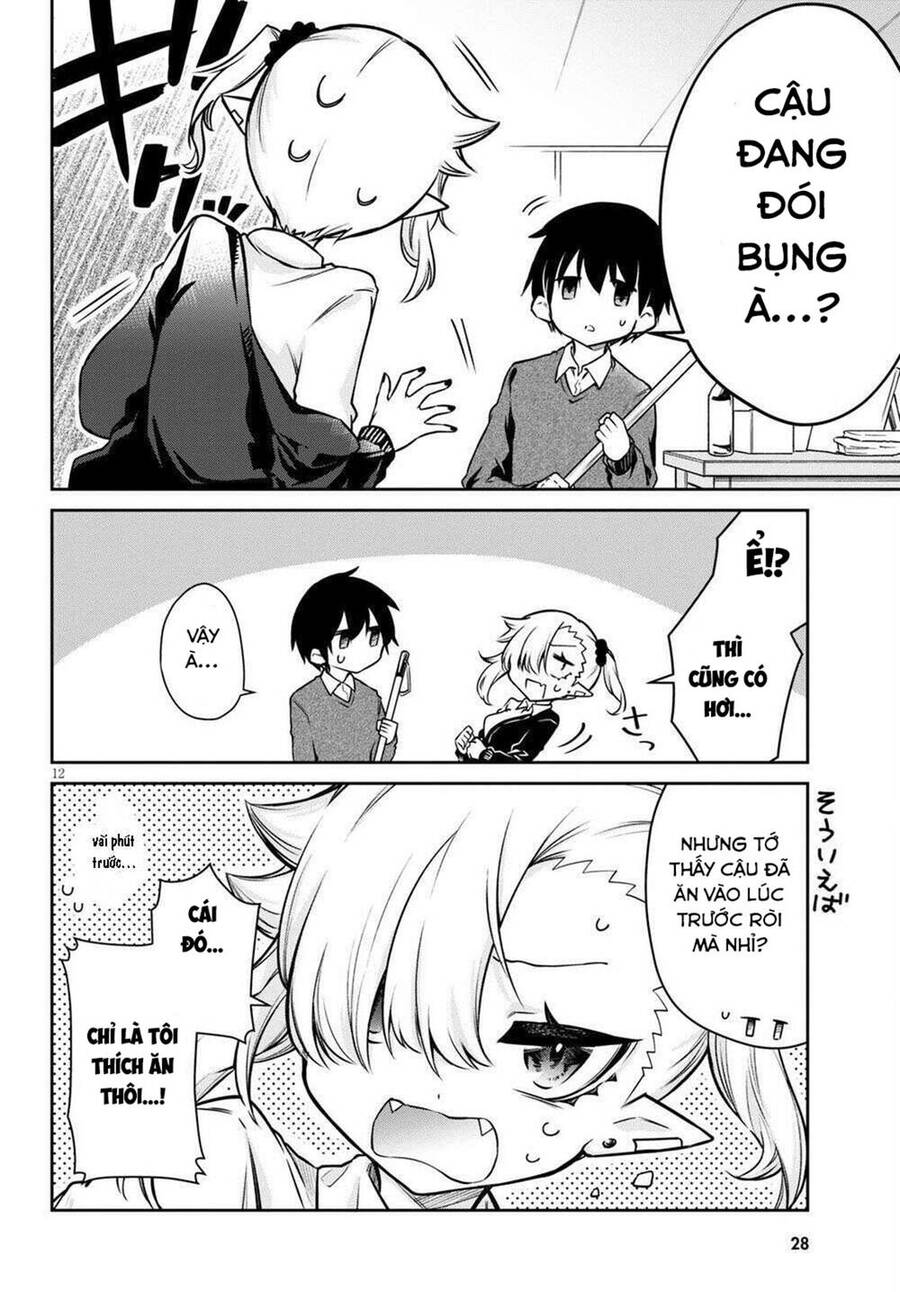 CẬU
ĐANG
ĐÓI
BỤNG
À...?
Ể!?
THÌ
CŨNG CÓ
HƠI...
VẬY
À...
12
そういえば
NHƯNG TỚ
THẤY CẬU ĐÃ
ĂN VÀO LÚC
TRƯỚC RỒI
MÀ NHỈ?
vài phút
trước...
CÁI
ĐÓ...
CHỈ LÀ TÔI
THÍCH ĂN
THÔI...!
28